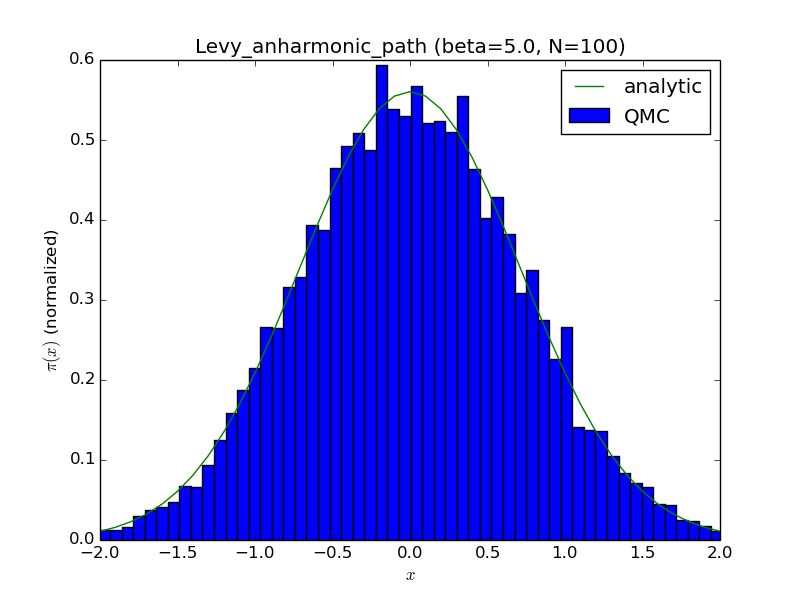 Levy_anharmonic_path (beta=5.0, N=100)
analytic
QMC
0.6
0.5
0.4
0.3
0.2
0.1
0.0
π(x) (normalized)
−2.0 −1.5 −1.0 −0.5 0.0 0.5 1.0 1.5 2.0
x